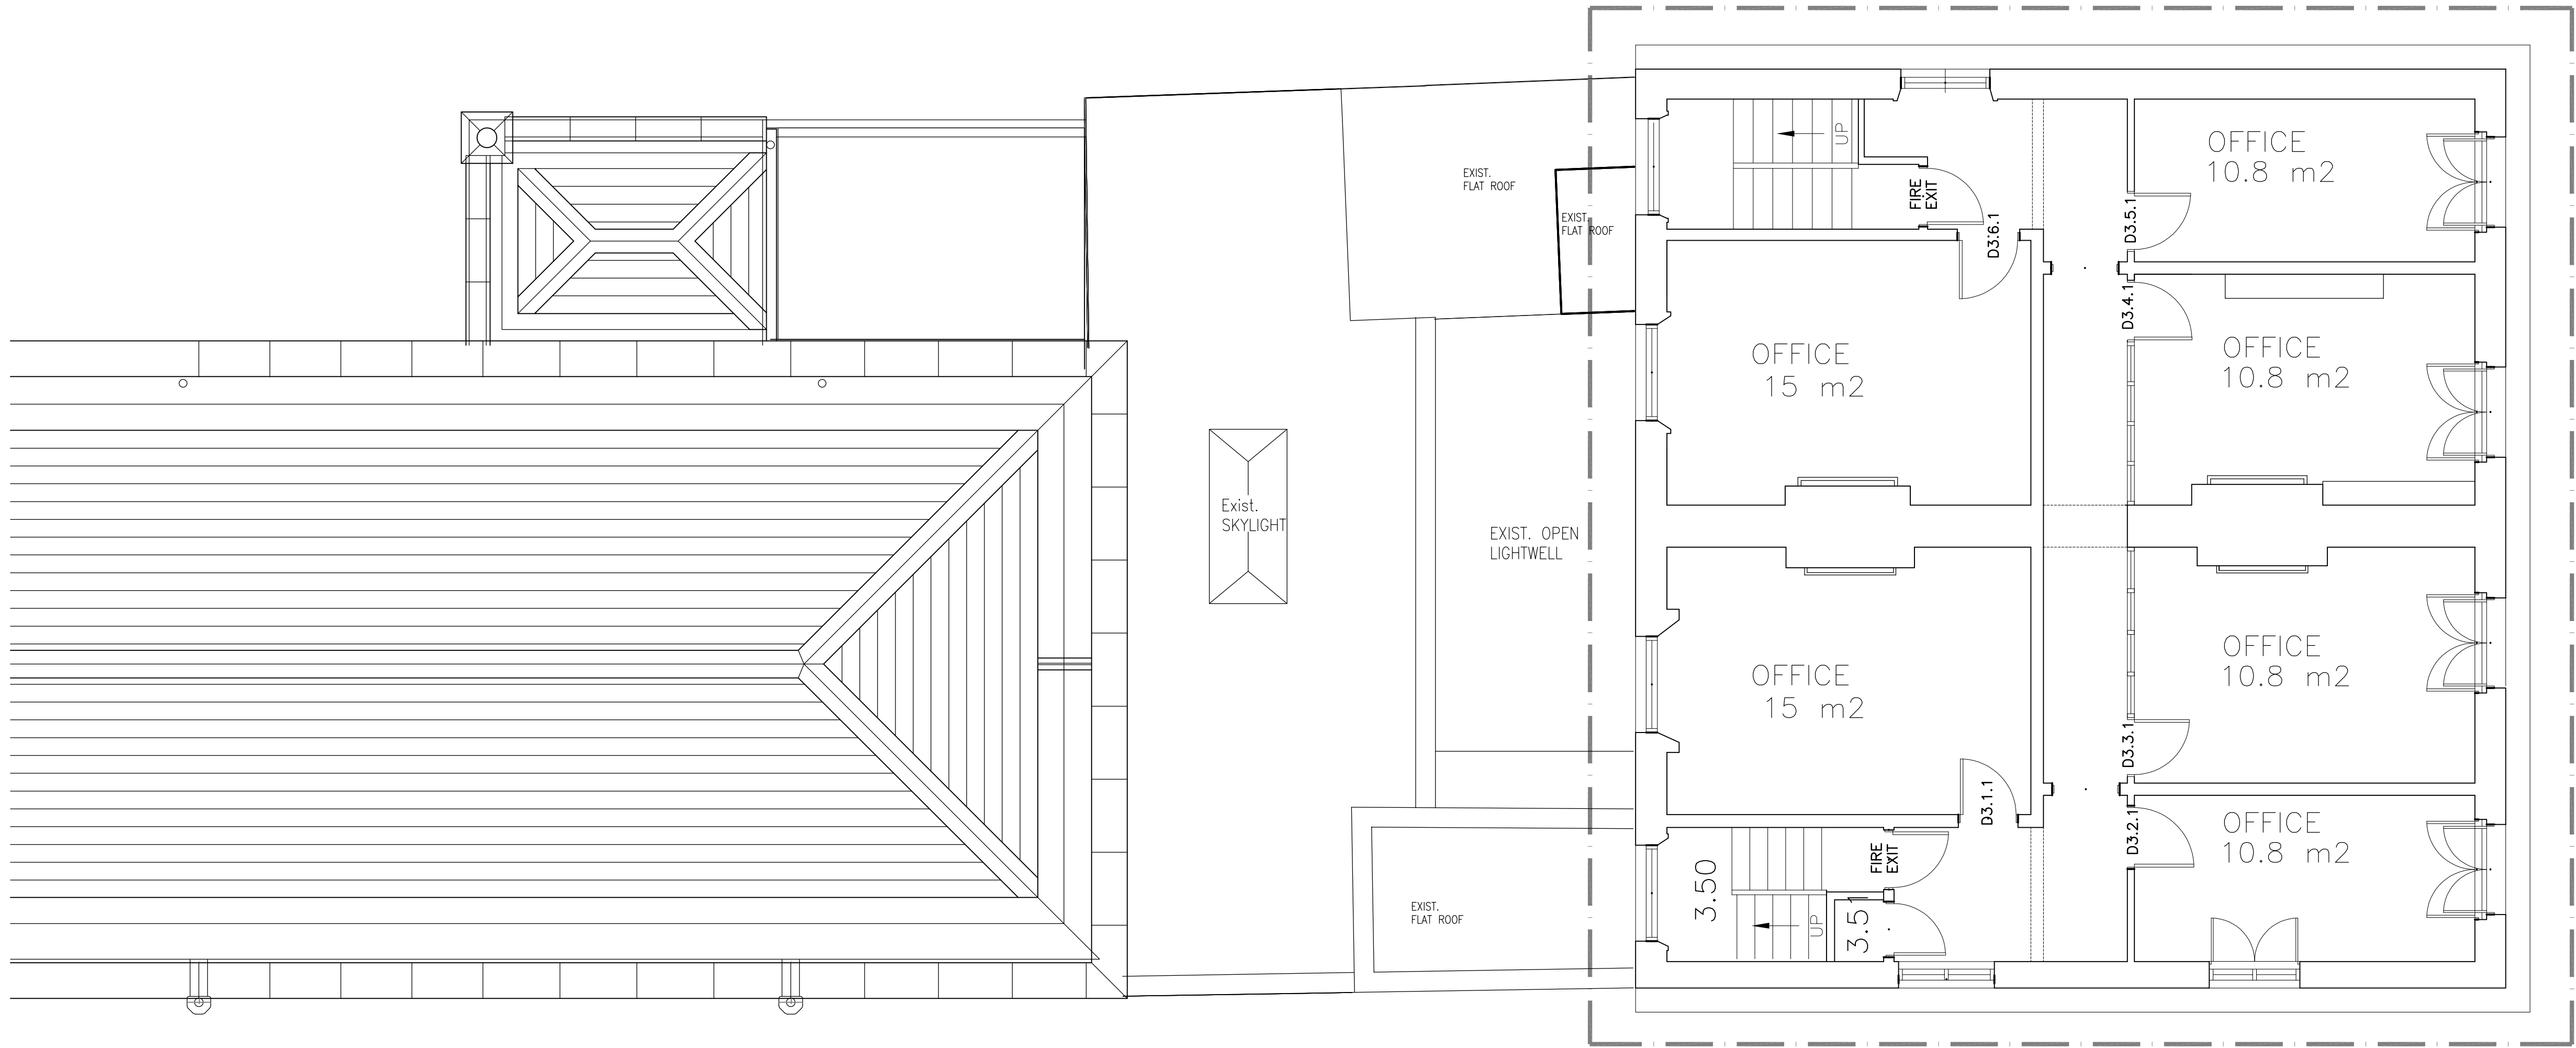 EXIST.
FLAT ROOF
EXIST.
FLAT ROOF
Exist.
SKYLIGHT
EXIST. OPEN
LIGHTWELL
EXIST.
FLAT ROOF
UP
FIRE
EXIT
D3.6.1
D3.5.1
OFFICE
10.8 m2
D3.4.1
OFFICE
15 m2
OFFICE
10.8 m2
OFFICE
15 m2
OFFICE
10.8 m2
D3.3.1
D3.1.1
D3.2.1
OFFICE
10.8 m2
3.50
FIRE
EXIT
UP
3.51